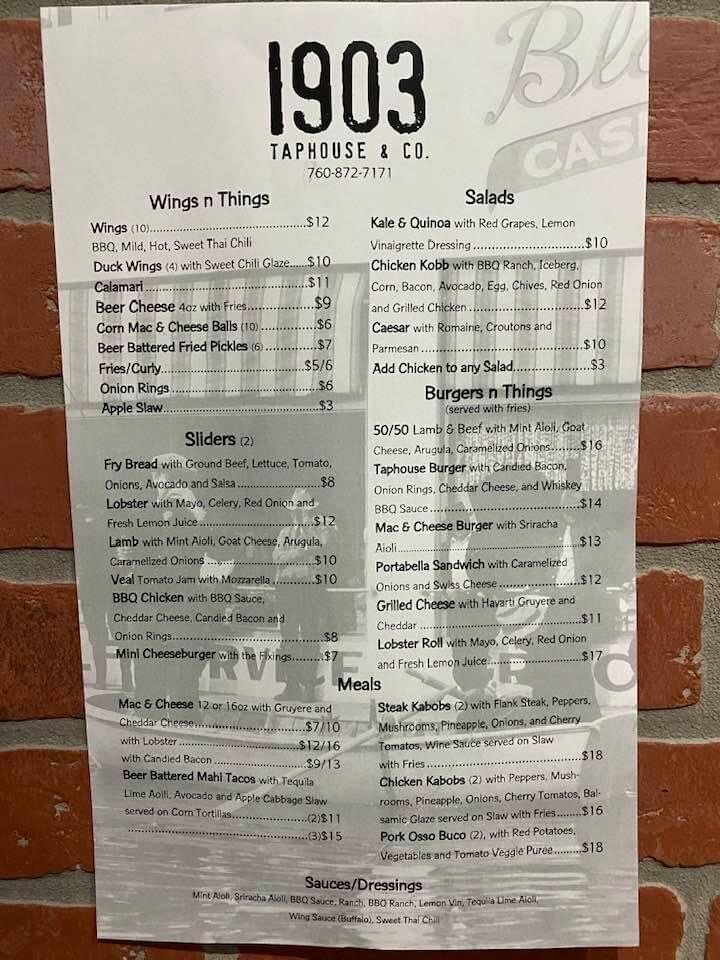 Blo
CAS
1903
TAPHOUSE & CO.
760-872-7171
Wings n Things
Wings (10)..............................$12
BBQ, Mild, Hot, Sweet Thai Chili
Duck Wings (4) with Sweet Chili Glaze.....$10
Calamari.................................$11
Beer Cheese 4oz with Fries.............$9
Corn Mac & Cheese Balls (10).............$6
Beer Battered Fried Pickles (6)............$7
Fries/Curly............................$5/6
Onion Rings............................$6
Apple Slaw.............................$3
Sliders (2)
Fry Bread with Ground Beef, Lettuce, Tomato,
Onions, Avocado and Salsa...................$8
Lobster with Mayo, Celery, Red Onion and
Fresh Lemon Juice.........................$12
Lamb with Mint Aioli, Goat Cheese, Arugula,
Caramelized Onions........................$10
Veal Tomato Jam with Mozzarella..........$10
BBQ Chicken with BBQ Sauce,
Cheddar Cheese, Candied Bacon and
Onion Rings...............................$8
Mini Cheeseburger with the Fixings........$7
Salads
Kale & Quinoa with Red Grapes, Lemon
Vinaigrette Dressing......................$10
Chicken Kobb with BBQ Ranch, Iceberg,
Corn, Bacon, Avocado, Egg, Chives, Red Onion
and Grilled Chicken.......................$12
Caesar with Romaine, Croutons and
Parmesan..................................$10
Add Chicken to any Salad..................$3
Burgers n Things
(served with fries)
50/50 Lamb & Beef with Mint Aioli, Goat
Cheese, Arugula, Caramelized Onions........$16
Taphouse Burger with Candied Bacon,
Onion Rings, Cheddar Cheese, and Whiskey
BBQ Sauce.................................$14
Mac & Cheese Burger with Sriracha
Aioli.....................................$13
Portabella Sandwich with Caramelized
Onions and Swiss Cheese...................$12
Grilled Cheese with Havarti Gruyere and
Cheddar...................................$11
Lobster Roll with Mayo, Celery, Red Onion
and Fresh Lemon Juice.....................$17
Meals
Mac & Cheese 12 or 16oz with Gruyere and
Cheddar Cheese..........................$7/10
with Lobster............................$12/16
with Candied Bacon......................$9/13
Beer Battered Mahi Tacos with Tequila
Lime Aoili, Avocado and Apple Cabbage Slaw
served on Corn Tortillas................(2)$11
........................................(3)$15
Steak Kabobs (2) with Flank Steak, Peppers,
Mushrooms, Pineapple, Onions, and Cherry
Tomatos, Wine Sauce served on Slaw
with Fries................................$18
Chicken Kabobs (2) with Peppers, Mush-
rooms, Pineapple, Onions, Cherry Tomatos, Bal-
samic Glaze served on Slaw with Fries......$16
Pork Osso Buco (2), with Red Potatoes,
Vegetables and Tomato Veggie Puree.........$18
Sauces/Dressings
Mint Aioli, Sriracha Aioli, BBQ Sauce, Ranch, BBQ Ranch, Lemon Vin, Tequila Lime Aioli,
Wing Sauce (Buffalo), Sweet Thai Chili